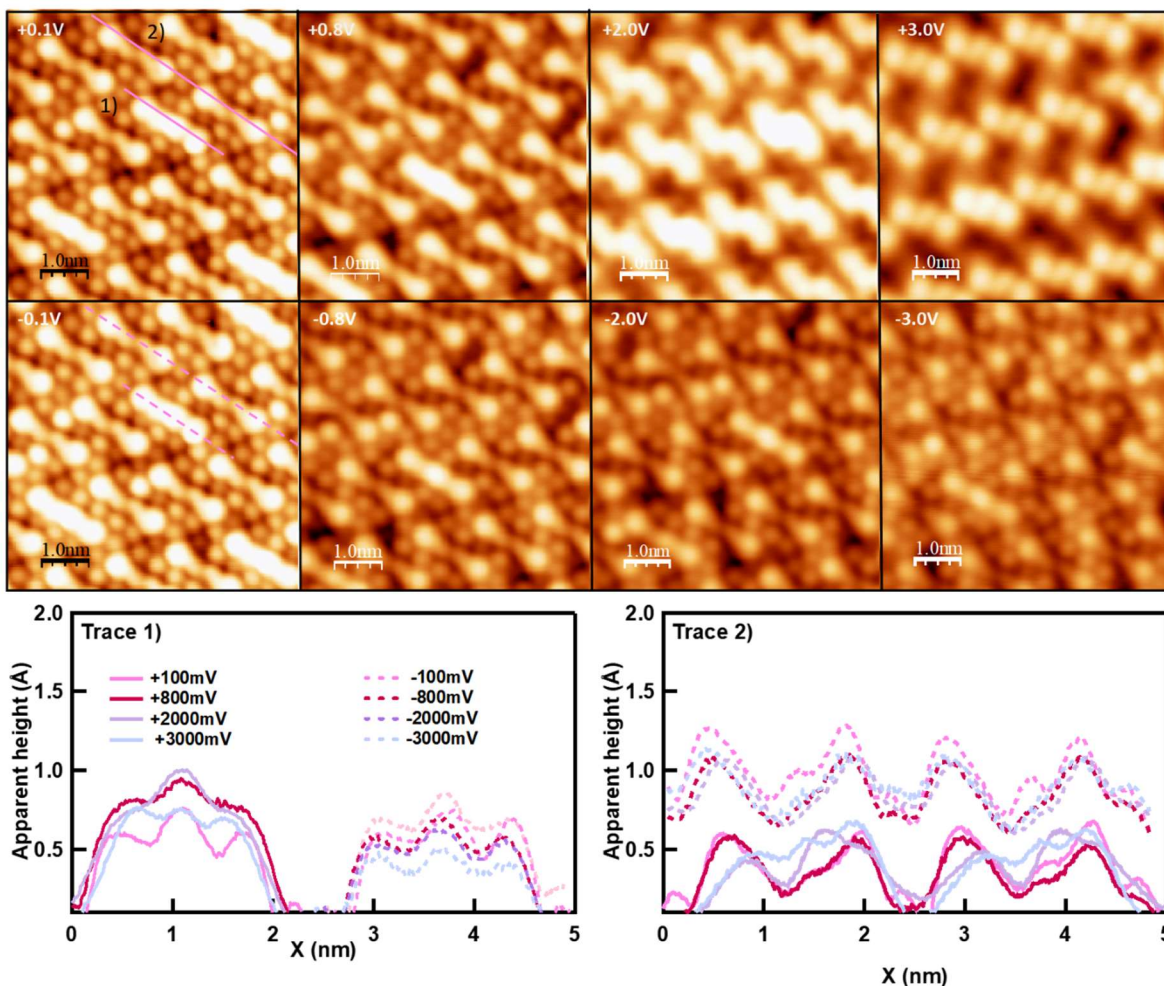 +0.1V
2)
1)
1.0nm
+0.8V
1.0nm
+2.0V
1.0nm
+3.0V
1.0nm
-0.1V
1.0nm
-0.8V
1.0nm
-2.0V
1.0nm
-3.0V
1.0nm
Trace 1)
+100mV
+800mV
+2000mV
+3000mV
-100mV
-800mV
-2000mV
-3000mV
Apparent height (Å)
2.0
1.5
1.0
0.5
0 1 2 3 4 5
X (nm)
Trace 2)
Apparent height (Å)
2.0
1.5
1.0
0.5
0 1 2 3 4 5
X (nm)